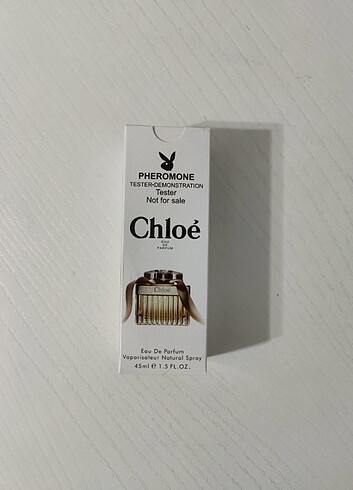 PHEROMONE
TESTER-DEMONSTRATION
Tester
Not for sale
Chloé
EAU
DE
PARFUM
Chloé
Eau De Parfum
Vaporisateur Natural Spray
45ml ℮ 1.5 FL.OZ.